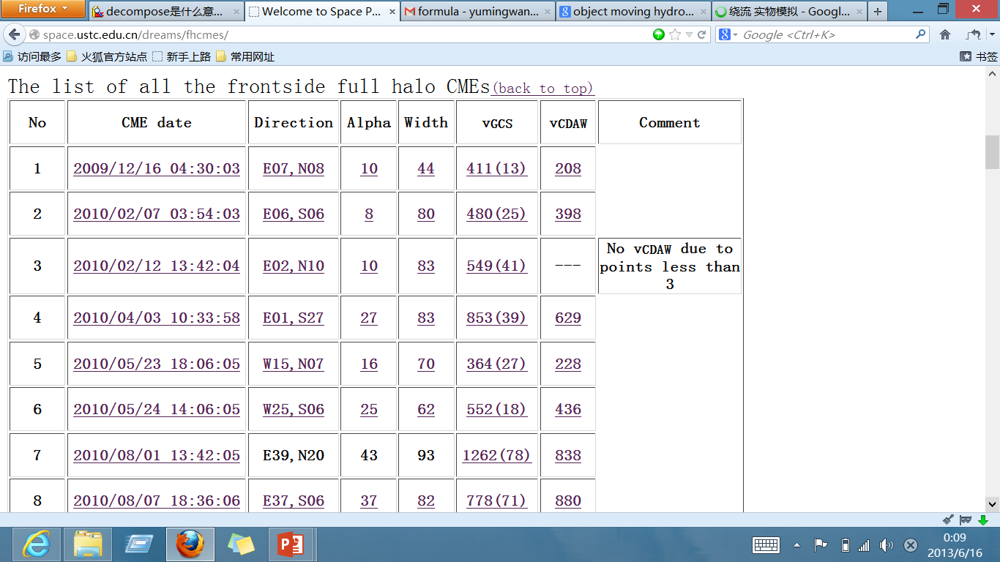 Firefox
decompose是什么意...
Welcome to Space P...
formula - yumingwan...
object moving hydro...
绕流 实物模拟 - Googl...
space.ustc.edu.cn/dreams/fhcmes/
Google <Ctrl+K>
访问最多 火狐官方站点 新手上路 常用网址 书签
The list of all the frontside full halo CMEs(back to top)
No CME date Direction Alpha Width vGCS vCDAW Comment
1 2009/12/16 04:30:03 E07,N08 10 44 411(13) 208
2 2010/02/07 03:54:03 E06,S06 8 80 480(25) 398
3 2010/02/12 13:42:04 E02,N10 10 83 549(41) --- No vCDAW due to
points less than
3
4 2010/04/03 10:33:58 E01,S27 27 83 853(39) 629
5 2010/05/23 18:06:05 W15,N07 16 70 364(27) 228
6 2010/05/24 14:06:05 W25,S06 25 62 552(18) 436
7 2010/08/01 13:42:05 E39,N20 43 93 1262(78) 838
8 2010/08/07 18:36:06 E37,S06 37 82 778(71) 880
0:09
2013/6/16